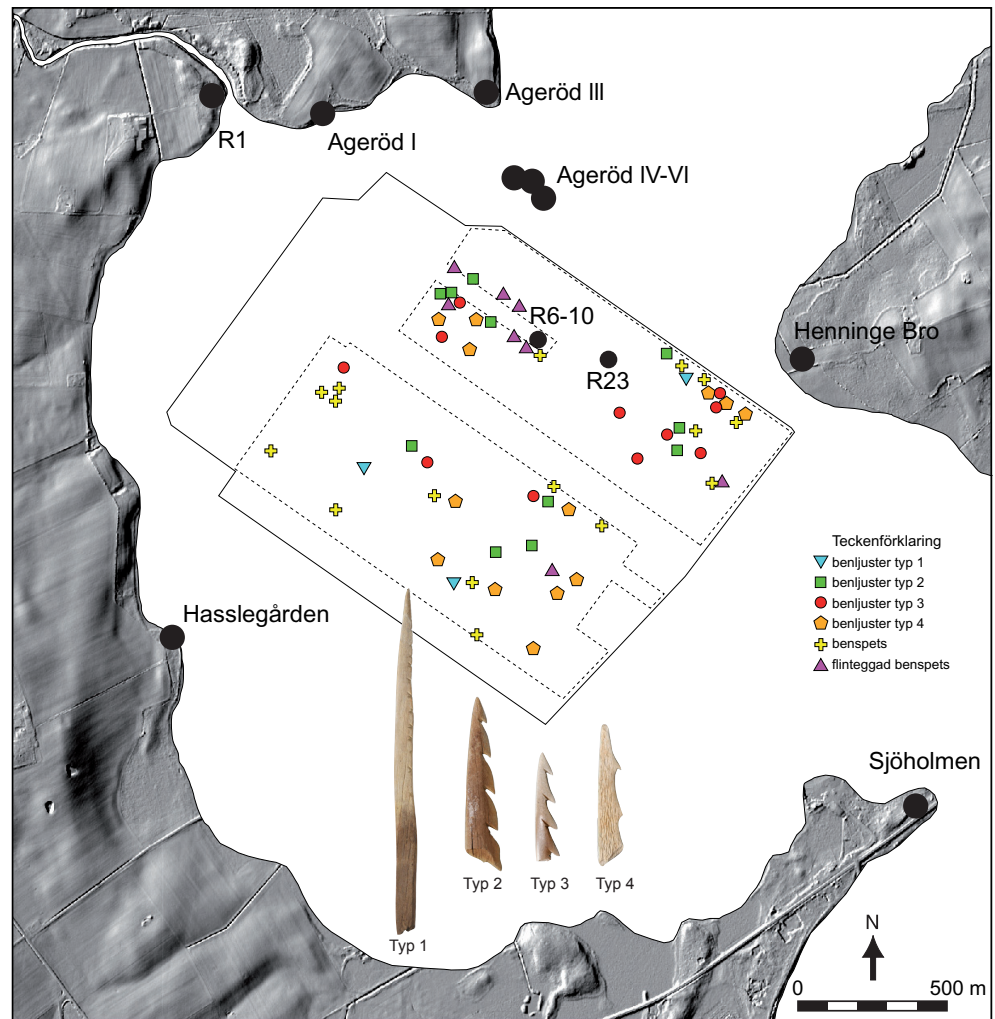 Ageröd III
R1
Ageröd I
Ageröd IV-VI
R6-10
R23
Henninge Bro
Teckenförklaring
benljuster typ 1
benljuster typ 2
benljuster typ 3
benljuster typ 4
benspets
flinteggad benspets
Hasslegården
Sjöholmen
Typ 1
Typ 2
Typ 3
Typ 4
N
0 500 m